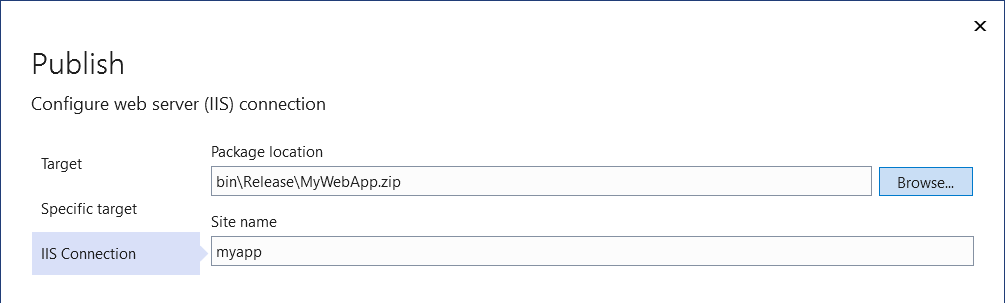 Publish
Configure web server (IIS) connection
Target
Specific target
IIS Connection
Package location
bin\Release\MyWebApp.zip
Browse...
Site name
myapp